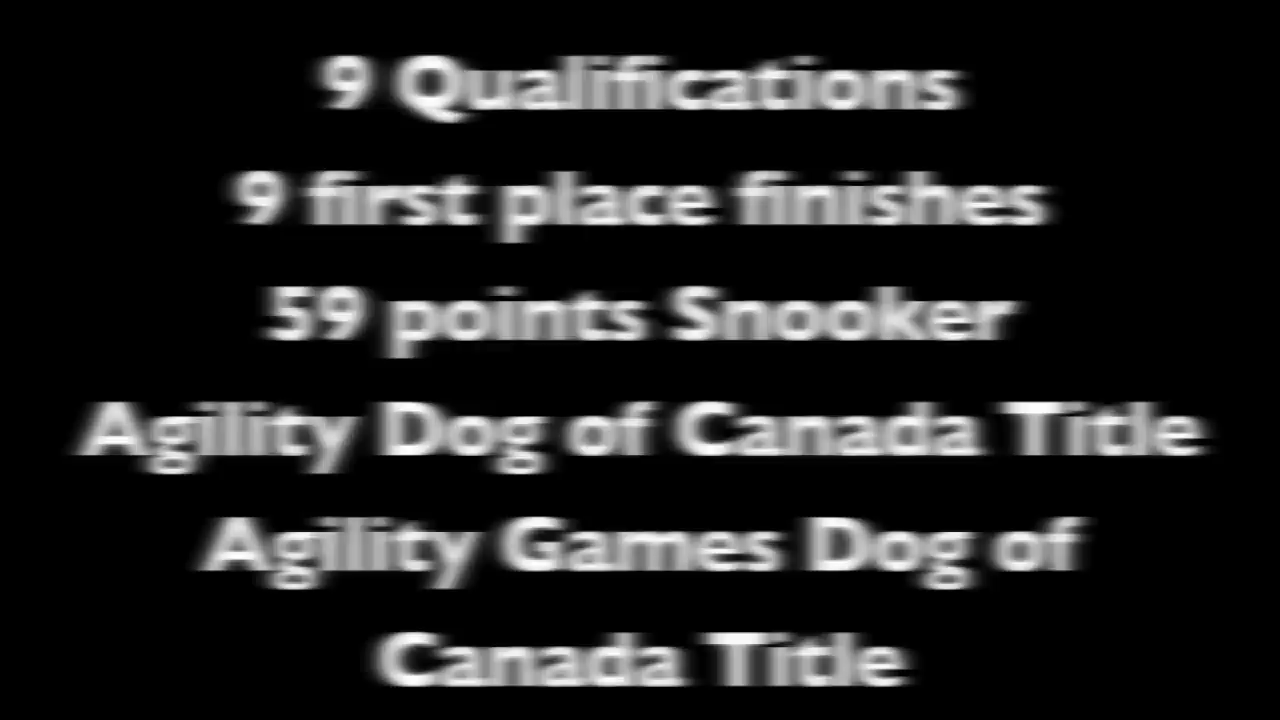 9 Qualifications
9 first place finishes
59 points Snooker
Agility Dog of Canada Title
Agility Games Dog of
Canada Title